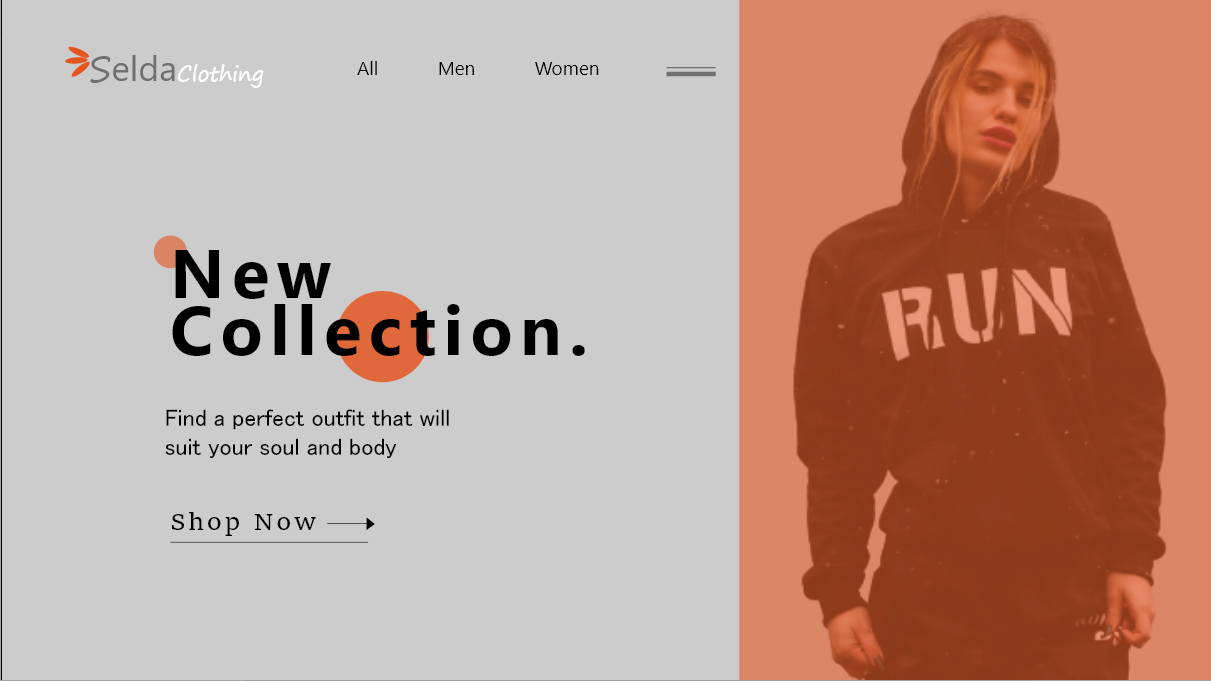 Selda Clothing
All
Men
Women
New
Collection.
Find a perfect outfit that will
suit your soul and body
Shop Now
RUN
RUN